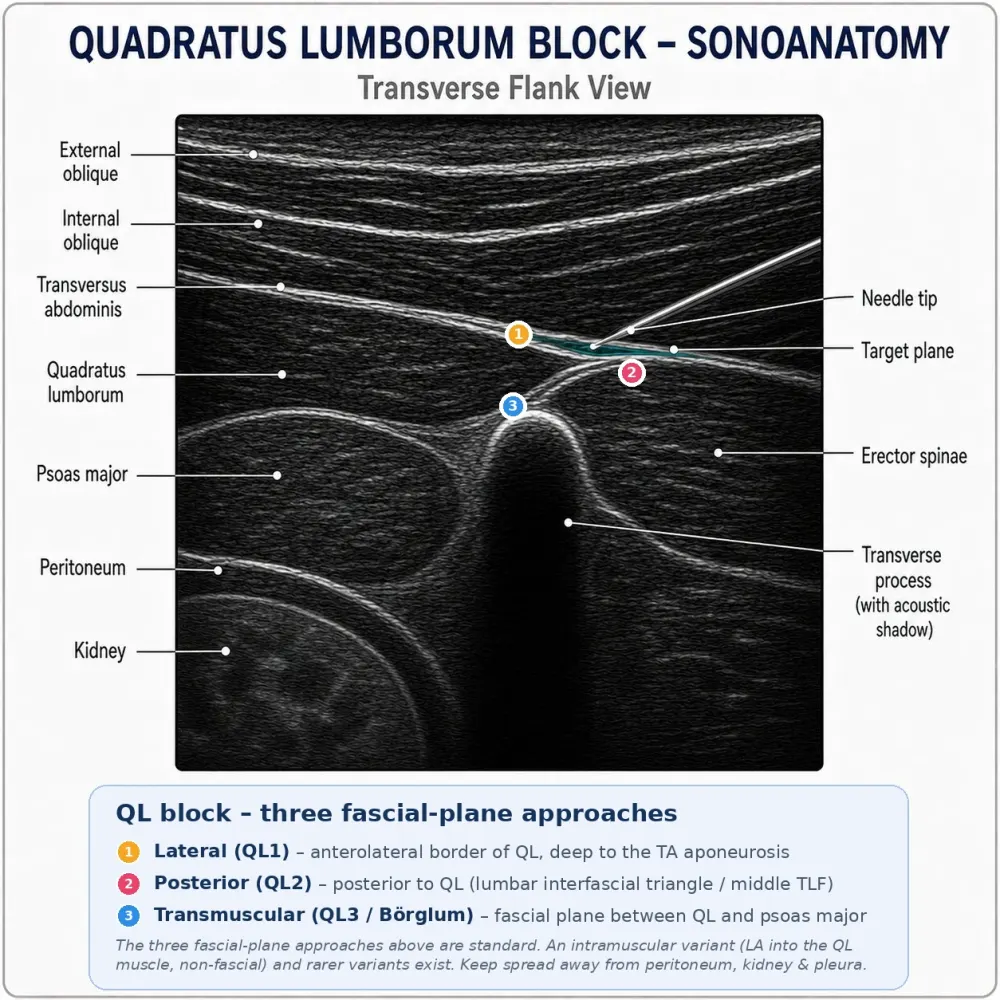 QUADRATUS LUMBORUM BLOCK – SONOANATOMY
Transverse Flank View
External
oblique
Internal
oblique
Transversus
abdominis
Quadratus
lumborum
Psoas major
Peritoneum
Kidney
1
2
3
Needle tip
Target plane
Erector spinae
Transverse
process
(with acoustic
shadow)
QL block – three fascial-plane approaches
1 Lateral (QL1) – anterolateral border of QL, deep to the TA aponeurosis
2 Posterior (QL2) – posterior to QL (lumbar interfascial triangle / middle TLF)
3 Transmuscular (QL3 / Börglum) – fascial plane between QL and psoas major
The three fascial-plane approaches above are standard. An intramuscular variant (LA into the QL
muscle, non-fascial) and rarer variants exist. Keep spread away from peritoneum, kidney & pleura.